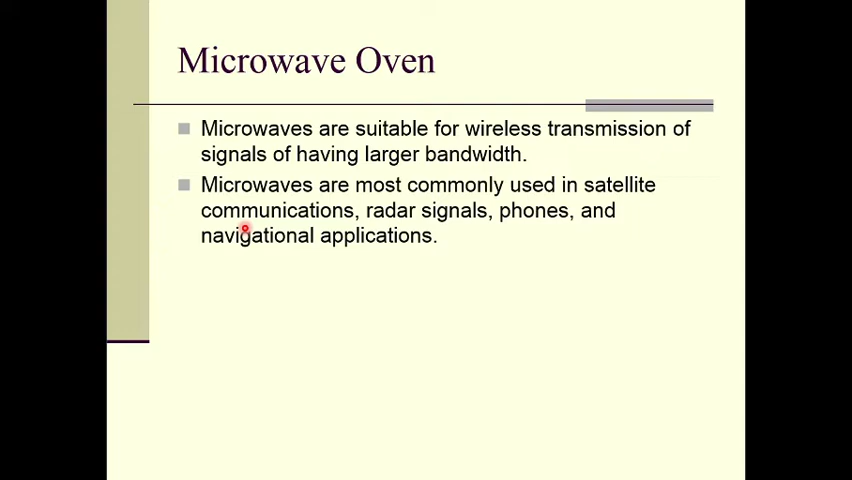 Microwave Oven
Microwaves are suitable for wireless transmission of
signals of having larger bandwidth.
Microwaves are most commonly used in satellite
communications, radar signals, phones, and
navigational applications.